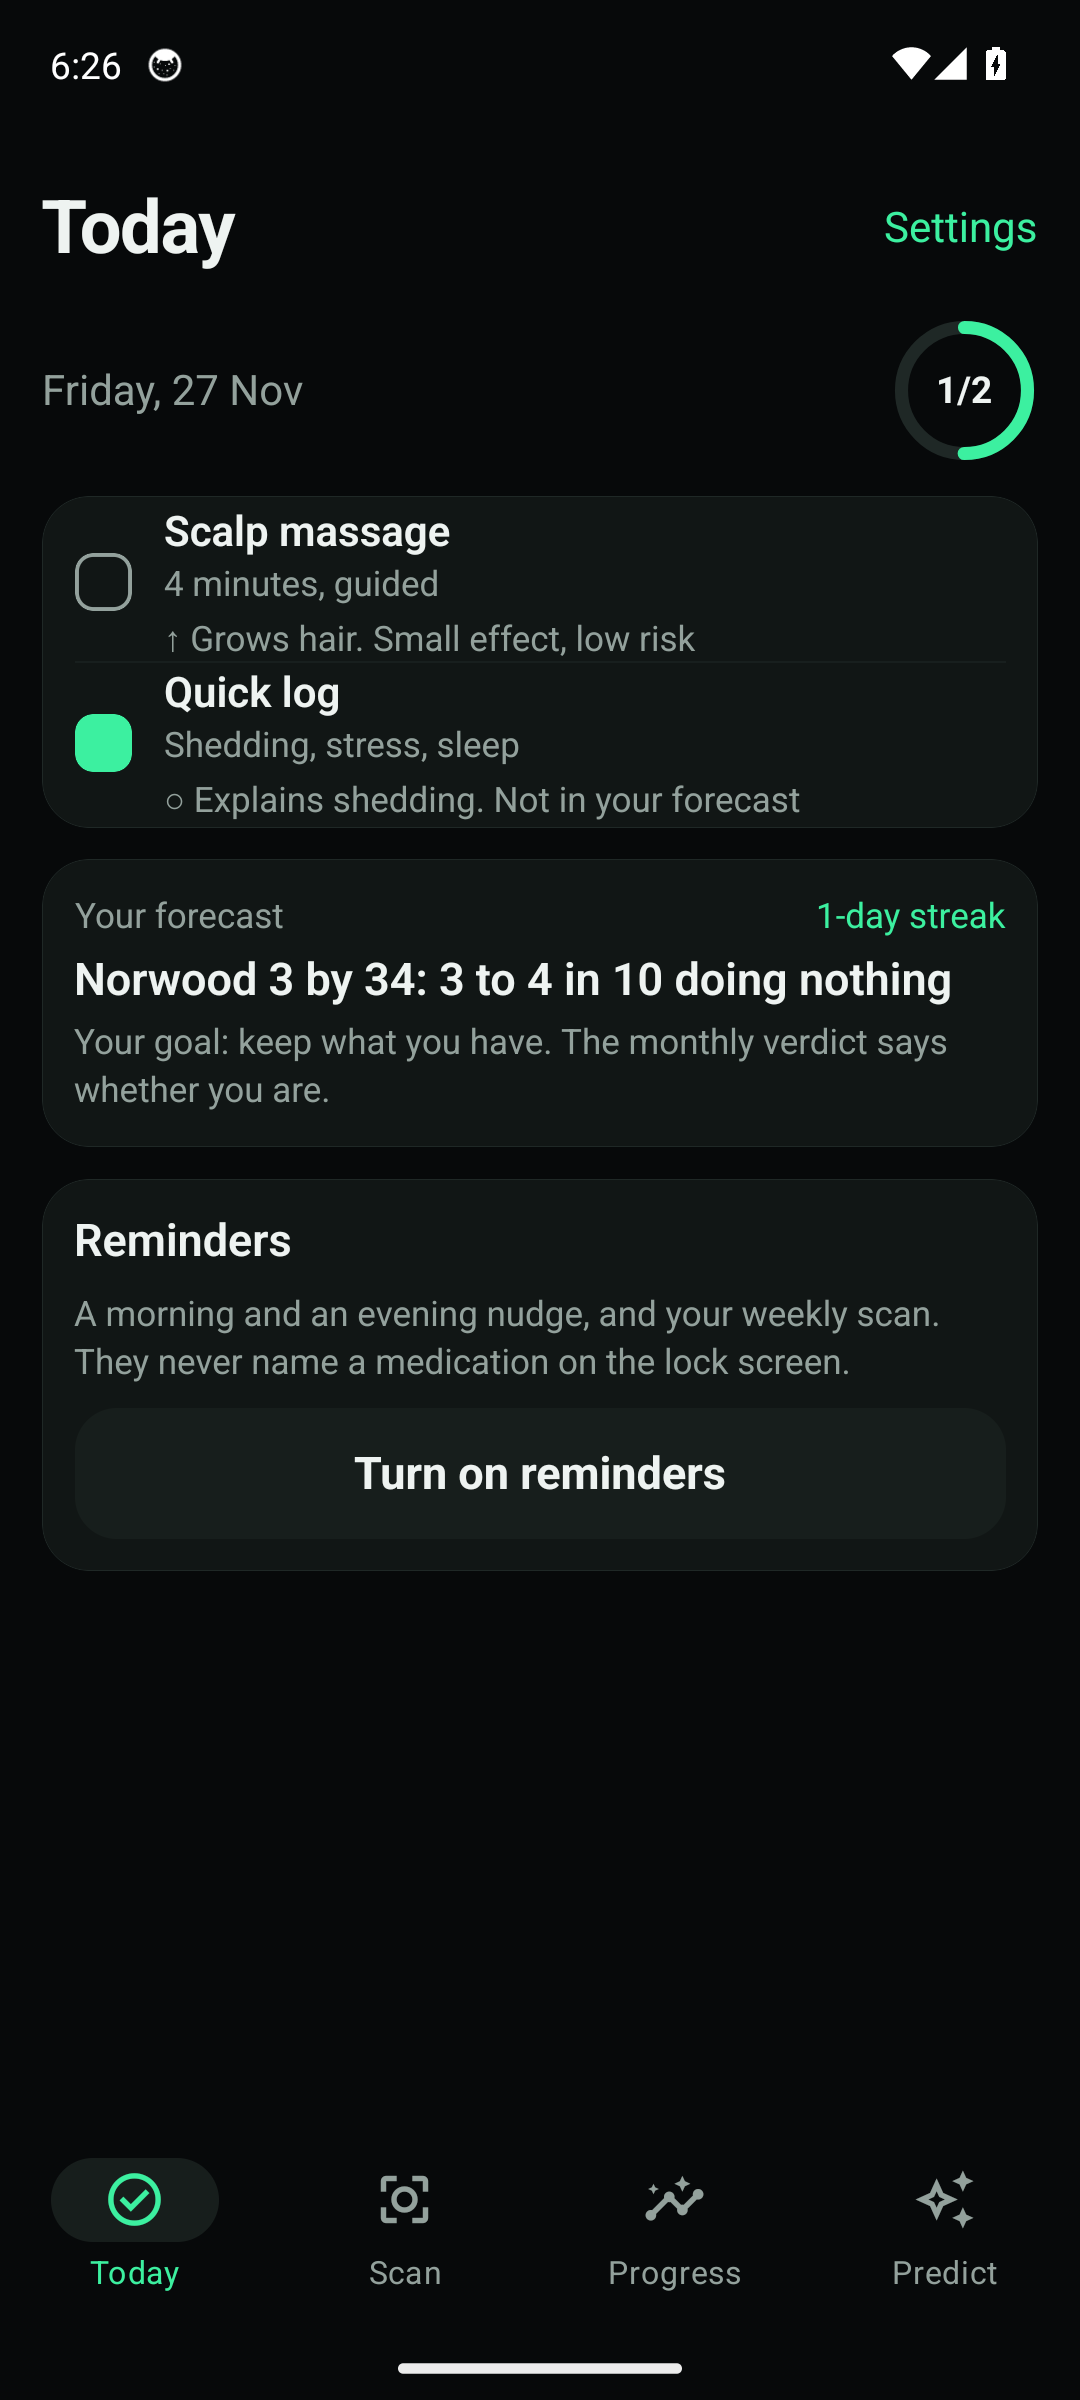 6:26
Today
Settings
Friday, 27 Nov
1/2
Scalp massage
4 minutes, guided
↑ Grows hair. Small effect, low risk
Quick log
Shedding, stress, sleep
○ Explains shedding. Not in your forecast
Your forecast
1-day streak
Norwood 3 by 34: 3 to 4 in 10 doing nothing
Your goal: keep what you have. The monthly verdict says
whether you are.
Reminders
A morning and an evening nudge, and your weekly scan.
They never name a medication on the lock screen.
Turn on reminders
Today
Scan
Progress
Predict